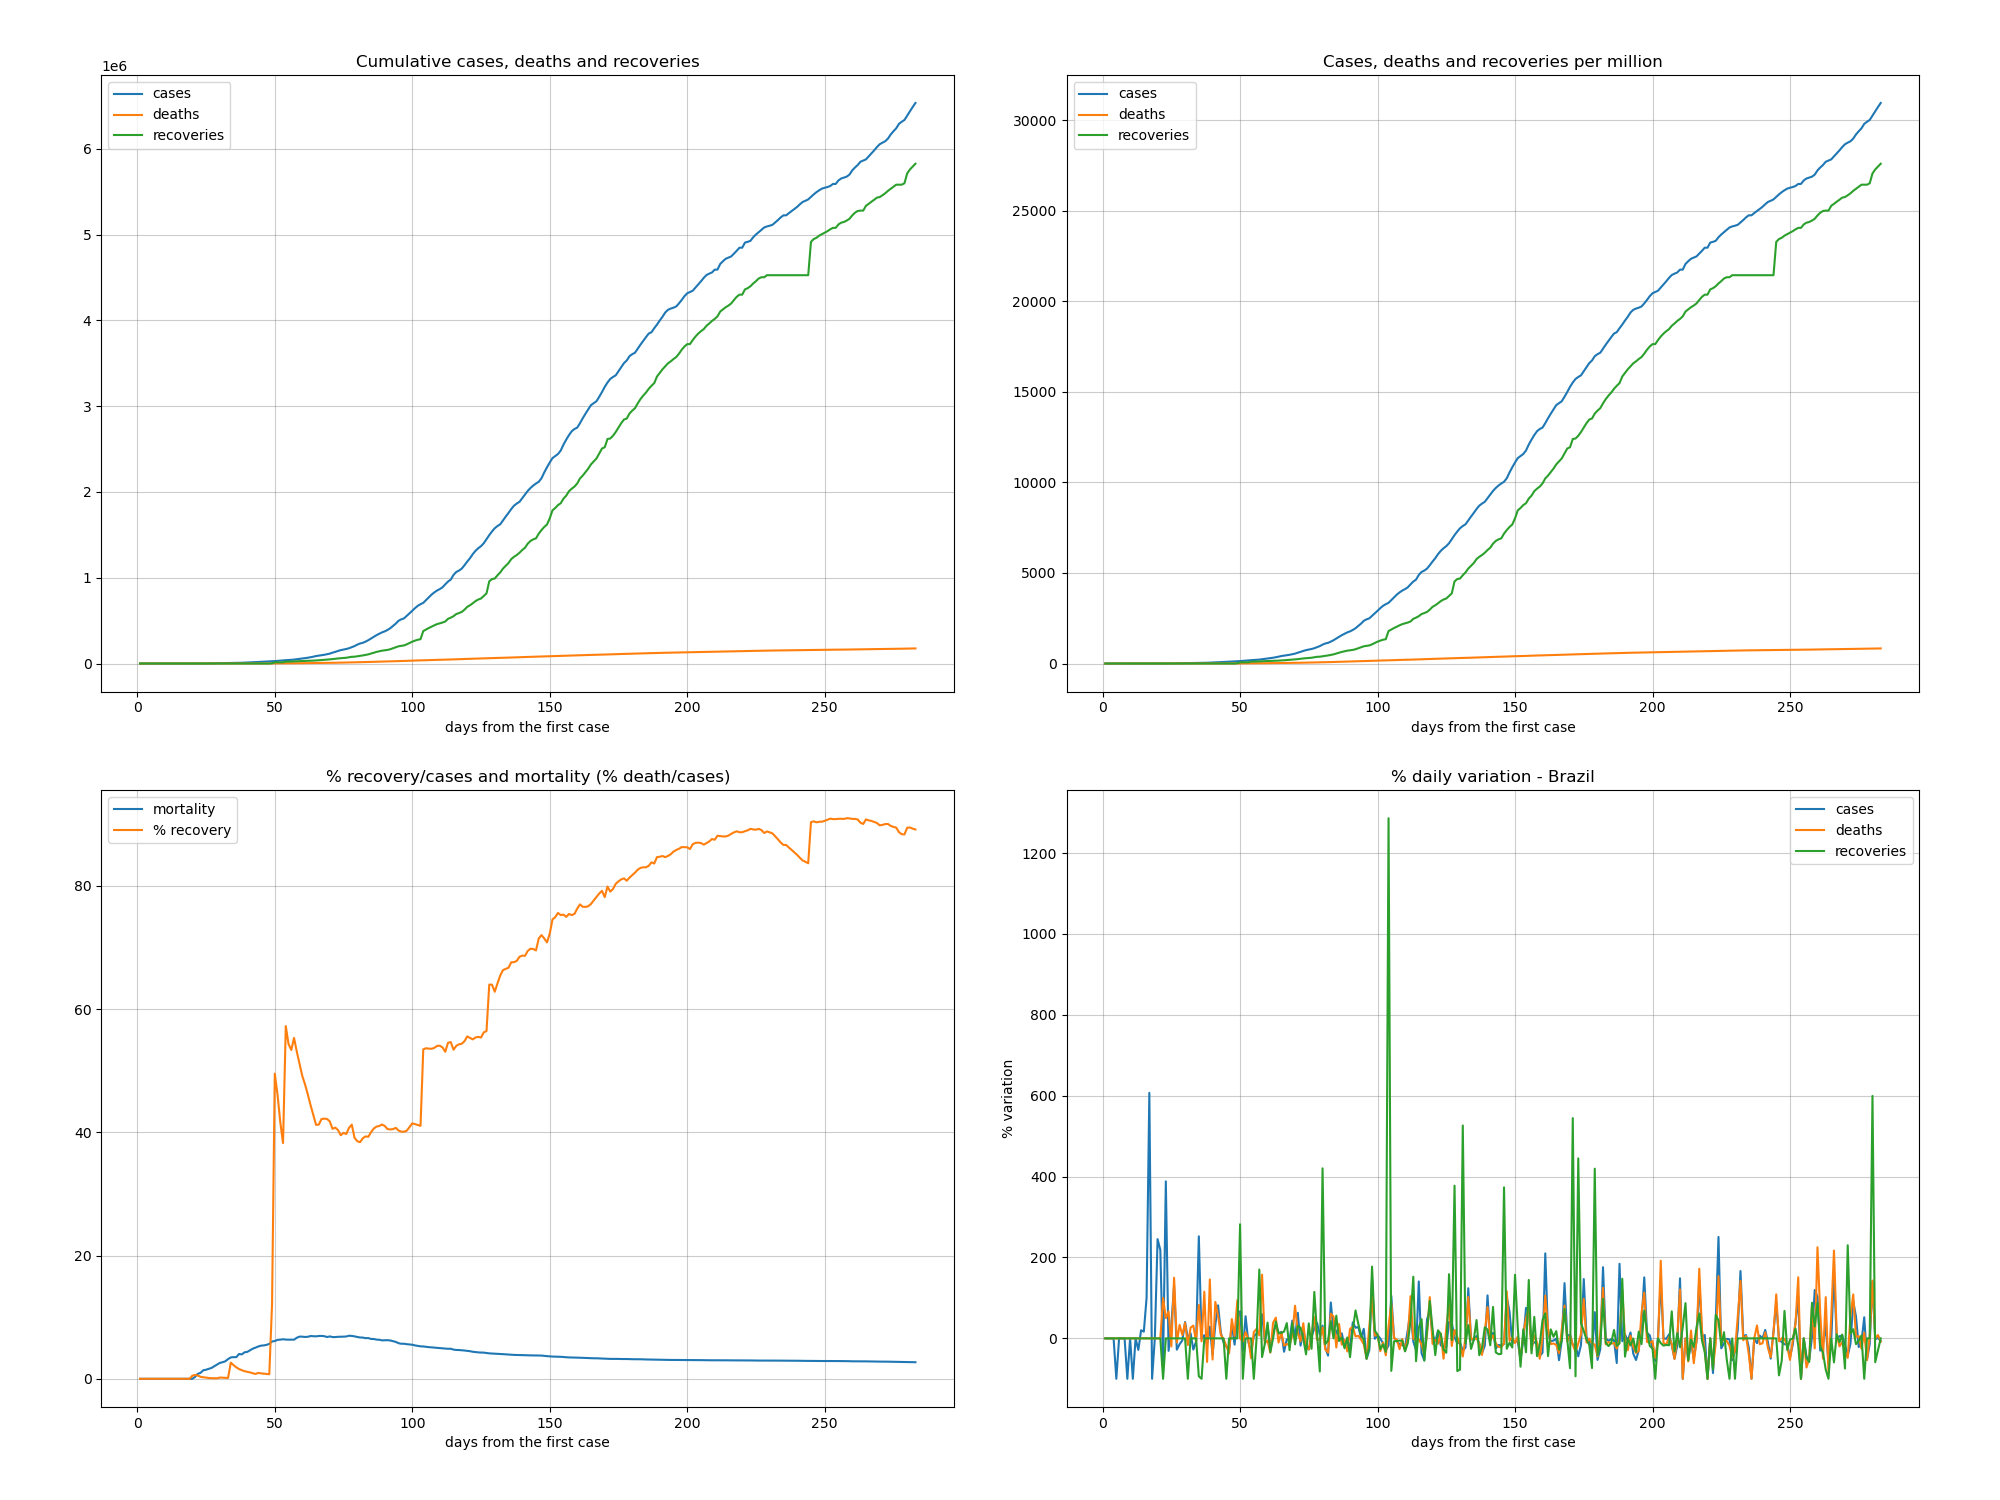 Cumulative cases, deaths and recoveries
1e6
cases
deaths
recoveries
6
5
4
3
2
1
0
0 50 100 150 200 250
days from the first case
Cases, deaths and recoveries per million
cases
deaths
recoveries
30000
25000
20000
15000
10000
5000
0
0 50 100 150 200 250
days from the first case
% recovery/cases and mortality (% death/cases)
mortality
% recovery
80
60
40
20
0
0 50 100 150 200 250
days from the first case
% daily variation - Brazil
cases
deaths
recoveries
% variation
1200
1000
800
600
400
200
0
0 50 100 150 200 250
days from the first case